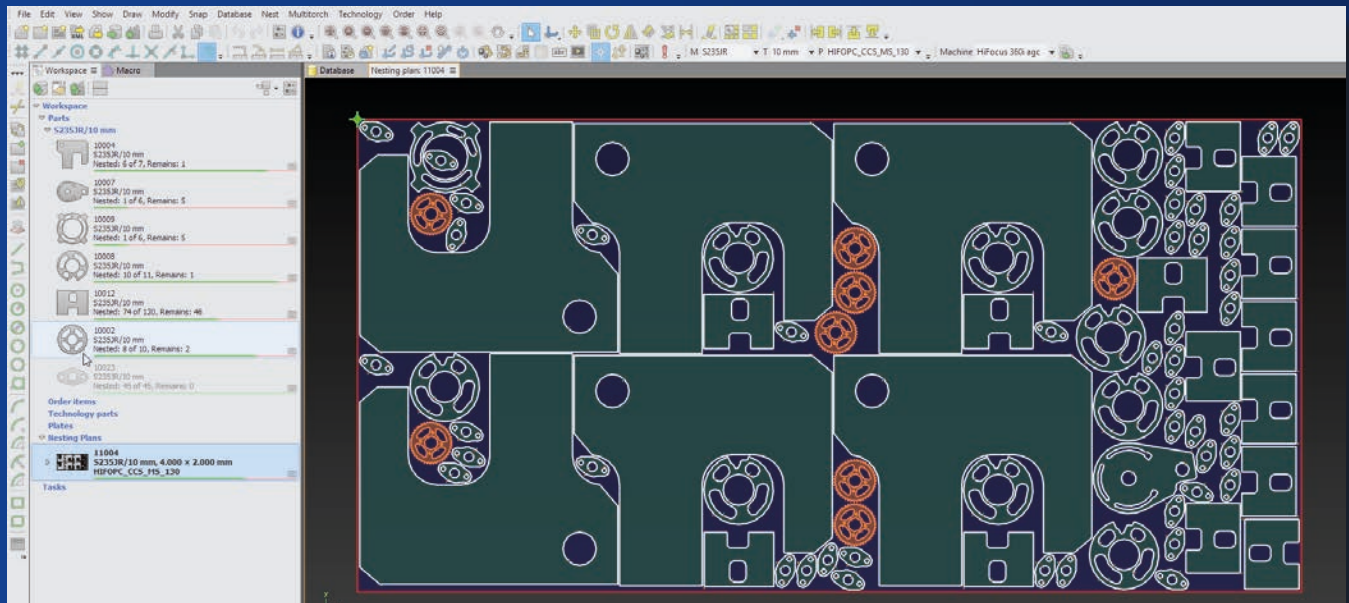 File Edit View Show Draw Modify Snap Database Nest Multitorch Technology Order Help
M S235JR T 10 mm P HIFOPC_CCS_MS_130 Machine HiFocus 360i agc
Workspace Macro
Database Nesting plan: 11004
Workspace
Parts
S235JR/10 mm
10004
S235JR/10 mm
Nested: 6 of 7, Remains: 1
10007
S235JR/10 mm
Nested: 1 of 6, Remains: 5
10009
S235JR/10 mm
Nested: 1 of 6, Remains: 5
10008
S235JR/10 mm
Nested: 10 of 11, Remains: 1
10012
S235JR/10 mm
Nested: 74 of 120, Remains: 46
10002
S235JR/10 mm
Nested: 8 of 10, Remains: 2
10023
S235JR/10 mm
Nested: 45 of 45, Remains: 0
Order items
Technology parts
Plates
Nesting Plans
11004
S235JR/10 mm, 4.000 × 2.000 mm
HIFOPC_CCS_MS_130
Tasks
Y